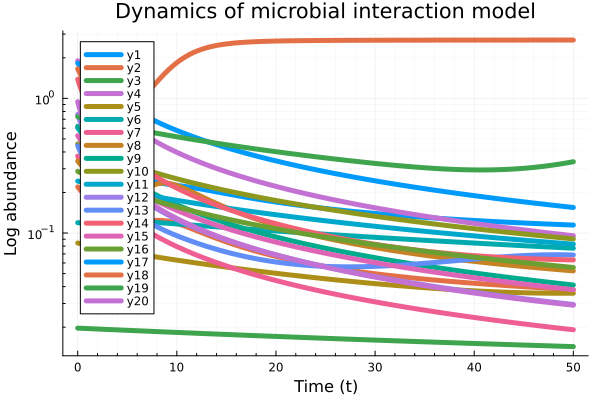 Dynamics of microbial interaction model
y1
y2
y3
y4
y5
y6
y7
y8
y9
y10
y11
y12
y13
y14
y15
y16
y17
y18
y19
y20
10⁰
10⁻¹
Log abundance
0 10 20 30 40 50
Time (t)